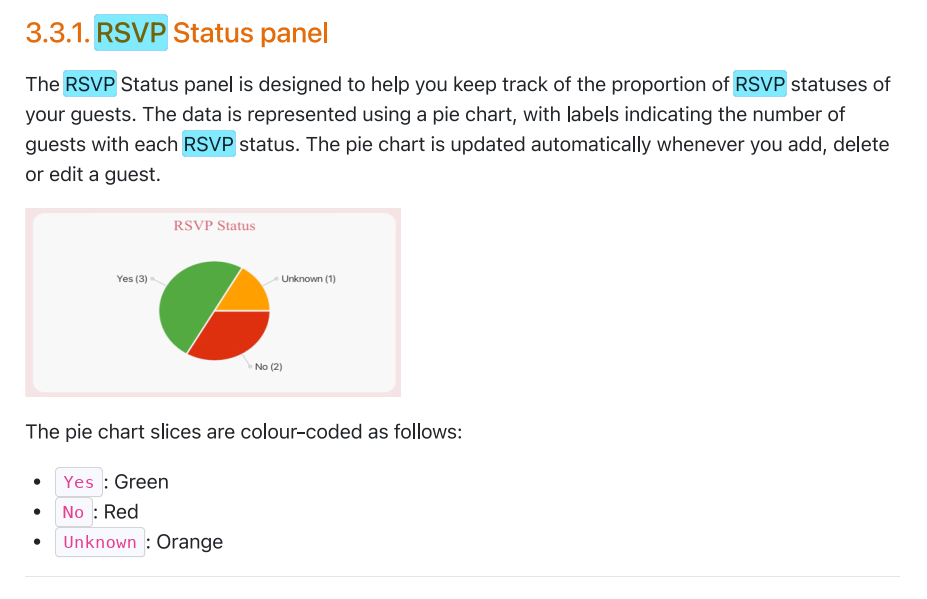 3.3.1. RSVP Status panel
The RSVP Status panel is designed to help you keep track of the proportion of RSVP statuses of
your guests. The data is represented using a pie chart, with labels indicating the number of
guests with each RSVP status. The pie chart is updated automatically whenever you add, delete
or edit a guest.
RSVP Status
Yes (3)
Unknown (1)
No (2)
The pie chart slices are colour-coded as follows:
• Yes : Green
• No : Red
• Unknown : Orange